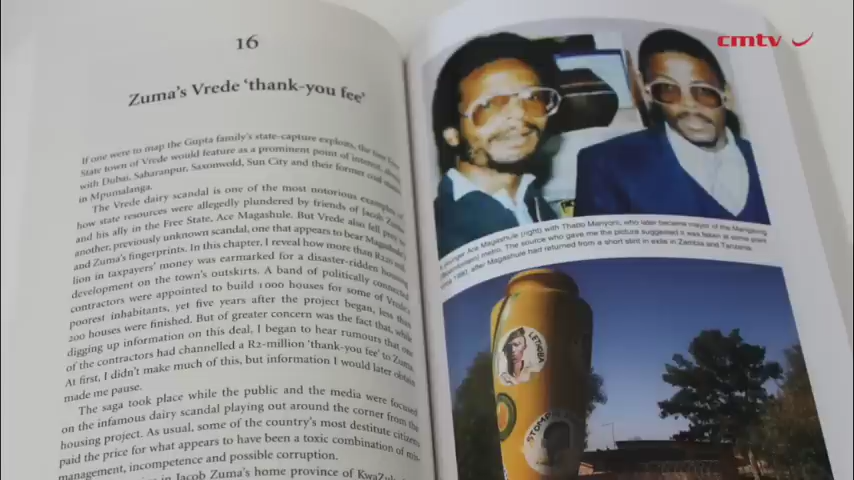 16
Zuma's Vrede 'thank-you fee'
If one were to map the Gupta family's state-capture exploits, the Free
State town of Vrede would feature as a prominent point of interest, along
with Dubai, Saharanpur, Saxonwold, Sun City and their former coal mines
in Mpumalanga.
The Vrede dairy scandal is one of the most notorious examples of
how state resources were allegedly plundered by friends of Jacob Zuma
and his ally in the Free State, Ace Magashule. But Vrede also fell prey to
another, previously unknown scandal, one that appears to bear Magashule's
and Zuma's fingerprints. In this chapter, I reveal how more than
lion in taxpayers' money was earmarked for a disaster-ridden housing
development on the town's outskirts. A band of politically connected
contractors were appointed to build 1000 houses for some of Vrede's
poorest inhabitants, yet five years after the project began, less than
200 houses were finished. But of greater concern was the fact that, while
digging up information on this deal, I began to hear rumours that one
of the contractors had channelled a R2-million 'thank-you fee' to Zuma.
At first, I didn't make much of this, but information I would later obtain
made me pause.
The saga took place while the public and the media were focused
on the infamous dairy scandal playing out around the corner from the
housing project. As usual, some of the country's most destitute citizens
paid the price for what appears to have been a toxic combination of mis-
management, incompetence and possible corruption.
in Jacob Zuma's home province of KwaZulu
cmtv
younger Ace Magashule (right) with Thabo Manyoni, who later became mayor of the Mangaung
(Bloemfontein) metro. The source who gave me the picture suggested it was taken at some point
after Magashule had returned from a short stint in exile in Zambia and Tanzania.
LETHOBA
STOMPIE